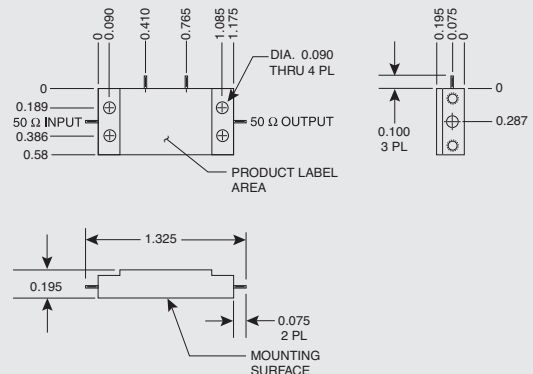 0
0.090
0.410
0.765
1.085
1.175
0.195
0.075
0
DIA. 0.090
THRU 4 PL
0
0.189
50 Ω INPUT
0.386
0.58
50 Ω OUTPUT
PRODUCT LABEL
AREA
0
0.287
0.100
3 PL
1.325
0.195
0.075
2 PL
MOUNTING
SURFACE